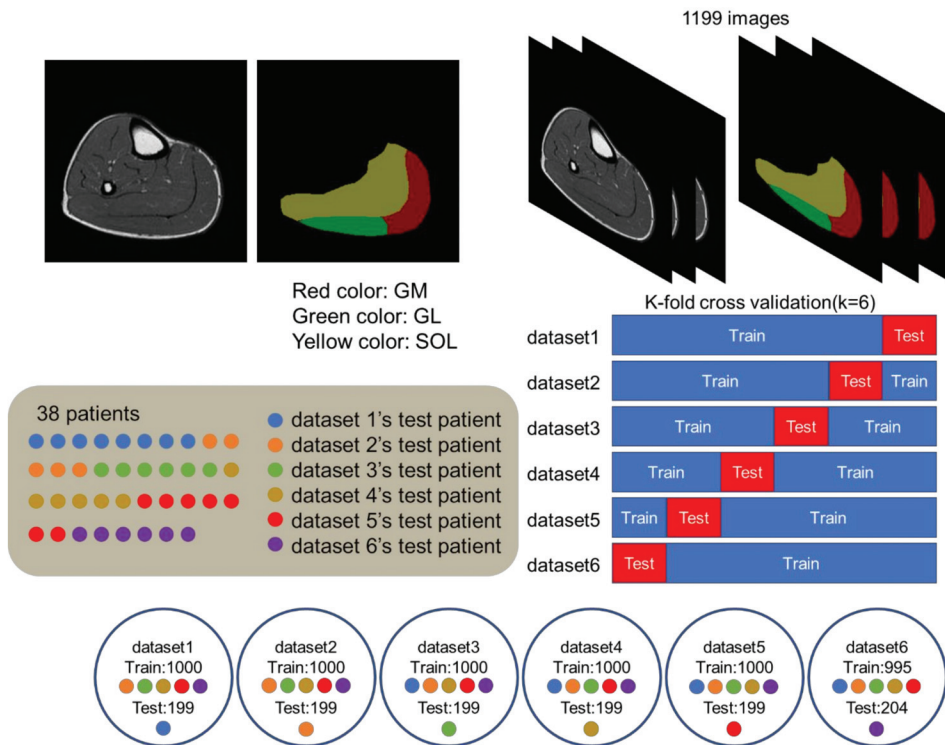 1199 images
Red color: GM
Green color: GL
Yellow color: SOL
K-fold cross validation(k=6)
dataset1
Train
Test
dataset2
Train
Test
Train
dataset3
Train
Test
Train
dataset4
Train
Test
Train
dataset5
Train
Test
Train
dataset6
Test
Train
38 patients
dataset 1's test patient
dataset 2's test patient
dataset 3's test patient
dataset 4's test patient
dataset 5's test patient
dataset 6's test patient
dataset1
Train:1000
Test:199
dataset2
Train:1000
Test:199
dataset3
Train:1000
Test:199
dataset4
Train:1000
Test:199
dataset5
Train:1000
Test:199
dataset6
Train:995
Test:204